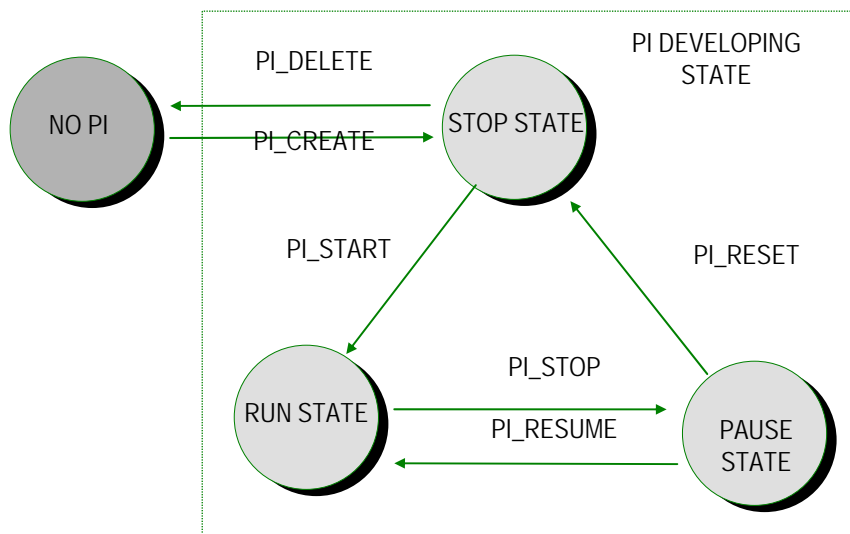 PI DEVELOPING
STATE
PI_DELETE
NO PI
STOP STATE
PI_CREATE
PI_START
PI_RESET
PI_STOP
RUN STATE
PI_RESUME
PAUSE
STATE